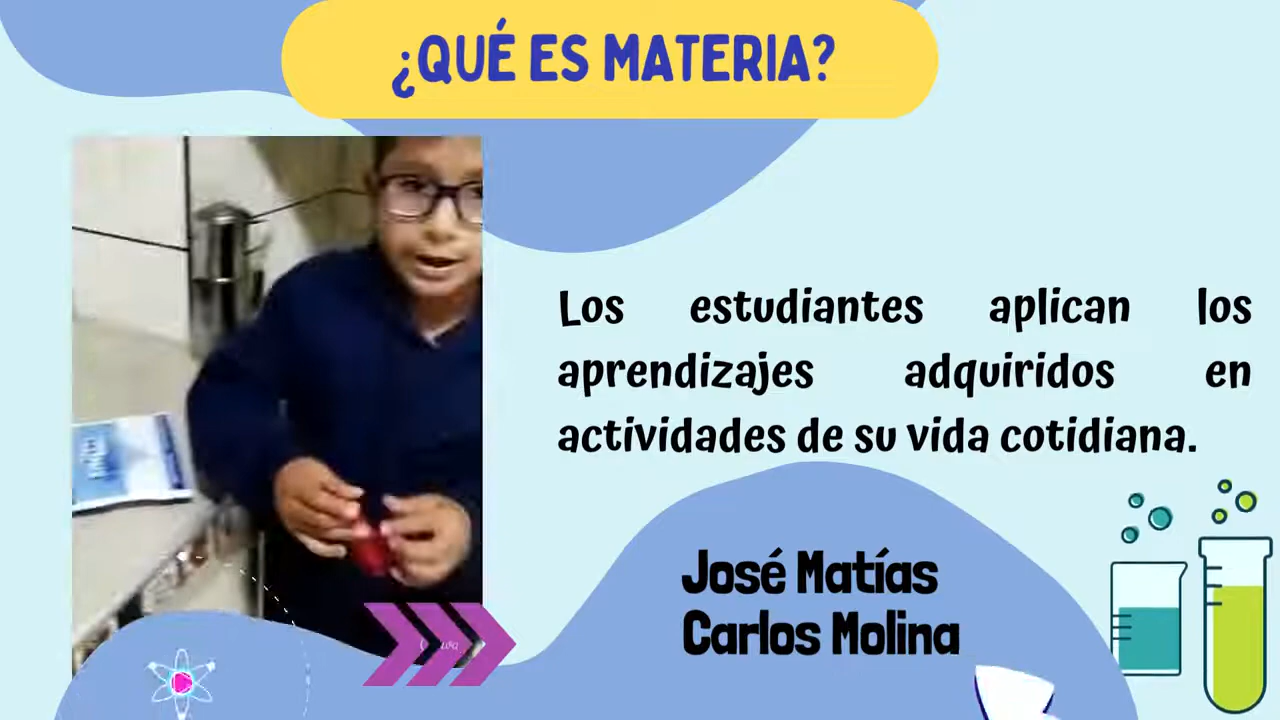 ¿QUÉ ES MATERIA?
Los estudiantes aplican los
aprendizajes adquiridos en
actividades de su vida cotidiana.
José Matías
Carlos Molina